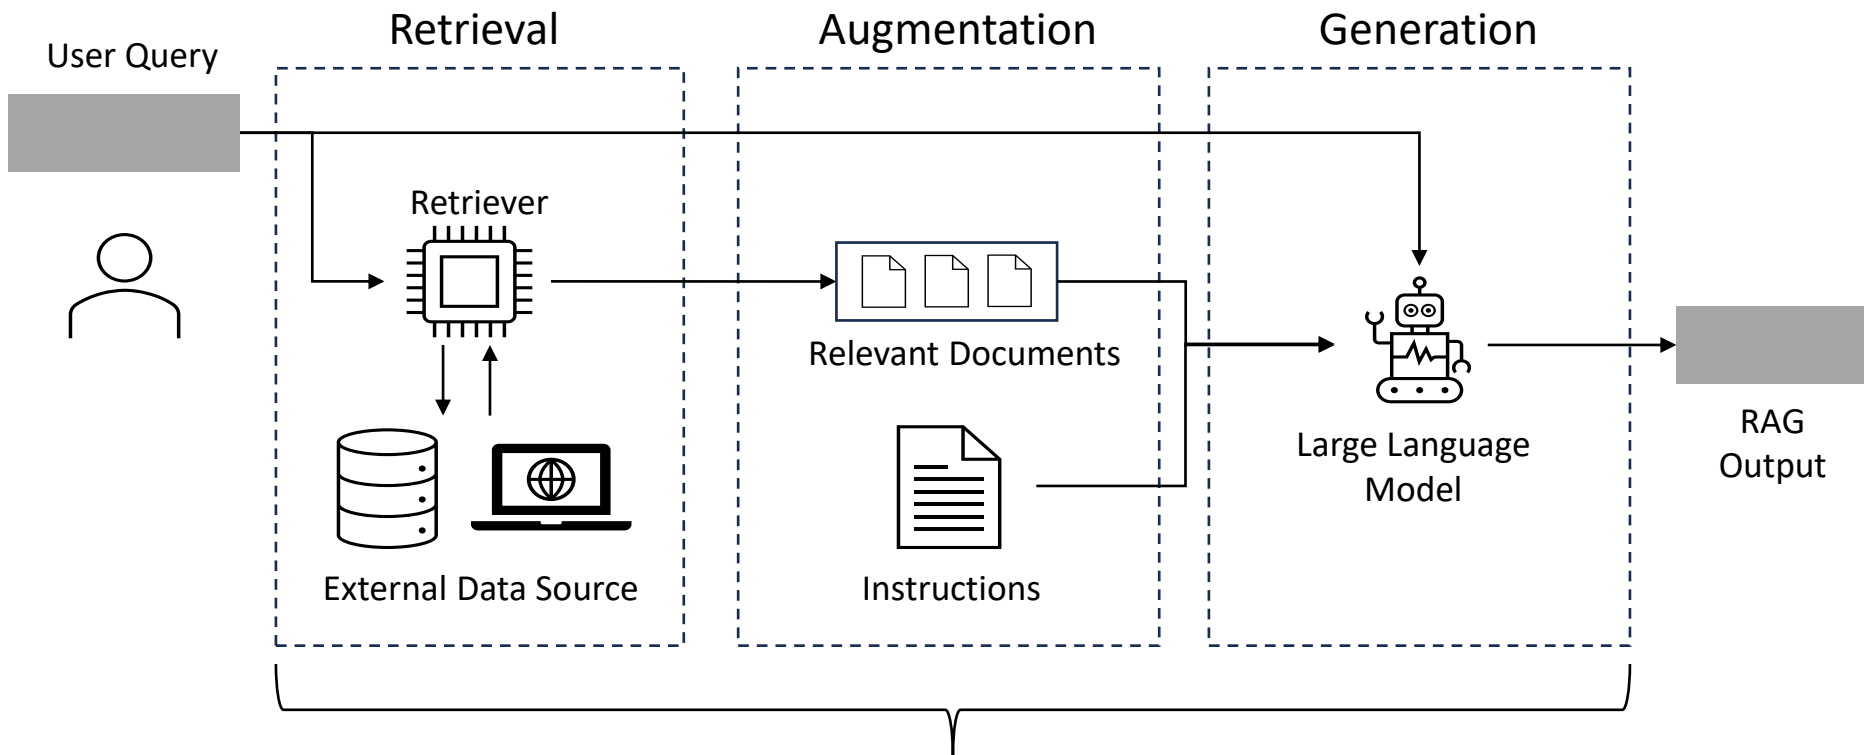 User Query
Retrieval
Augmentation
Generation
Retriever
External Data Source
Relevant Documents
Instructions
Large Language
Model
RAG
Output